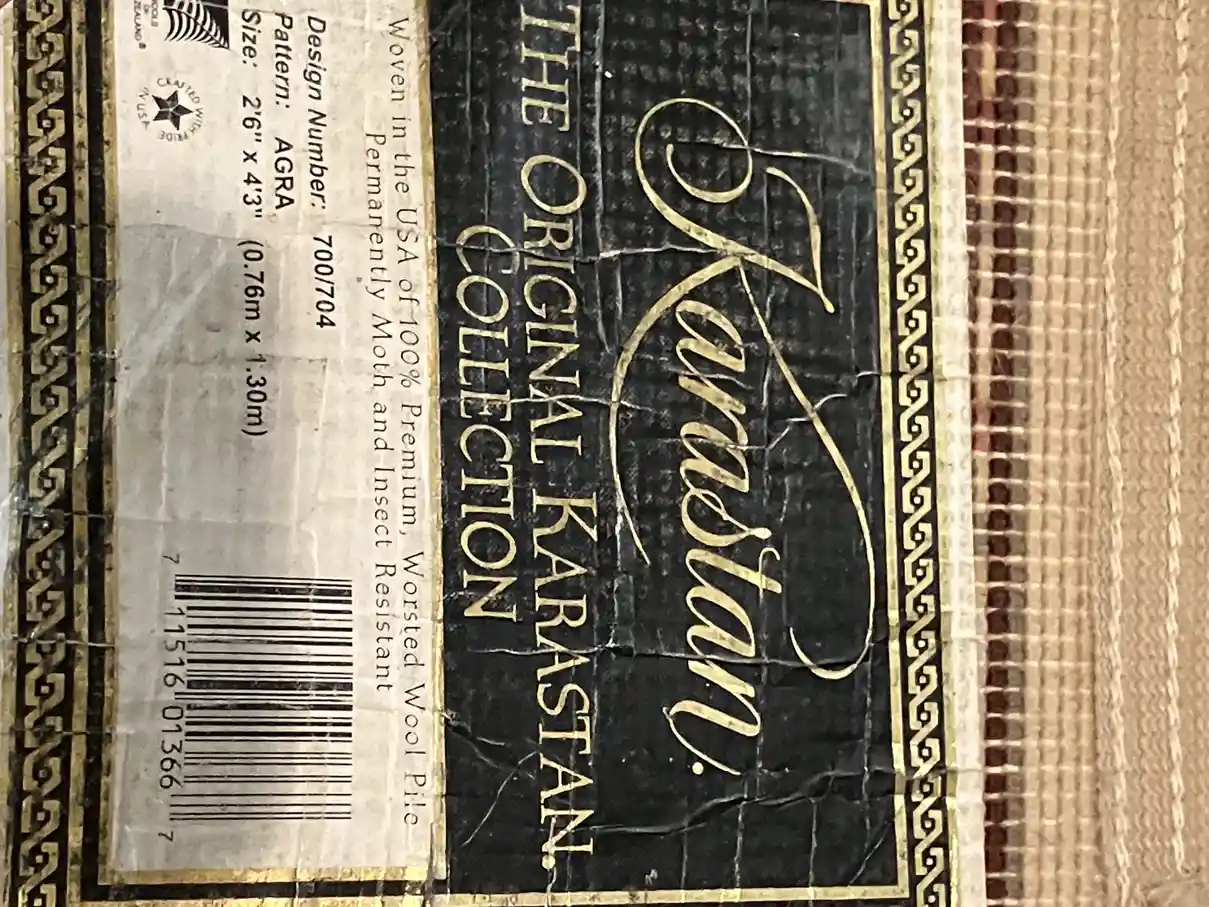 Karastan.
THE ORIGINAL KARASTAN.
COLLECTION
Woven in the USA of 100% Premium, Worsted Wool Pile
Permanently Moth and Insect Resistant
Design Number: 700/704
Pattern: AGRA
Size: 2'6" x 4'3" (0.76m x 1.30m)
ZEALAND
CRAFTED WITH PRIDE
IN USA
7 11516 01366 7